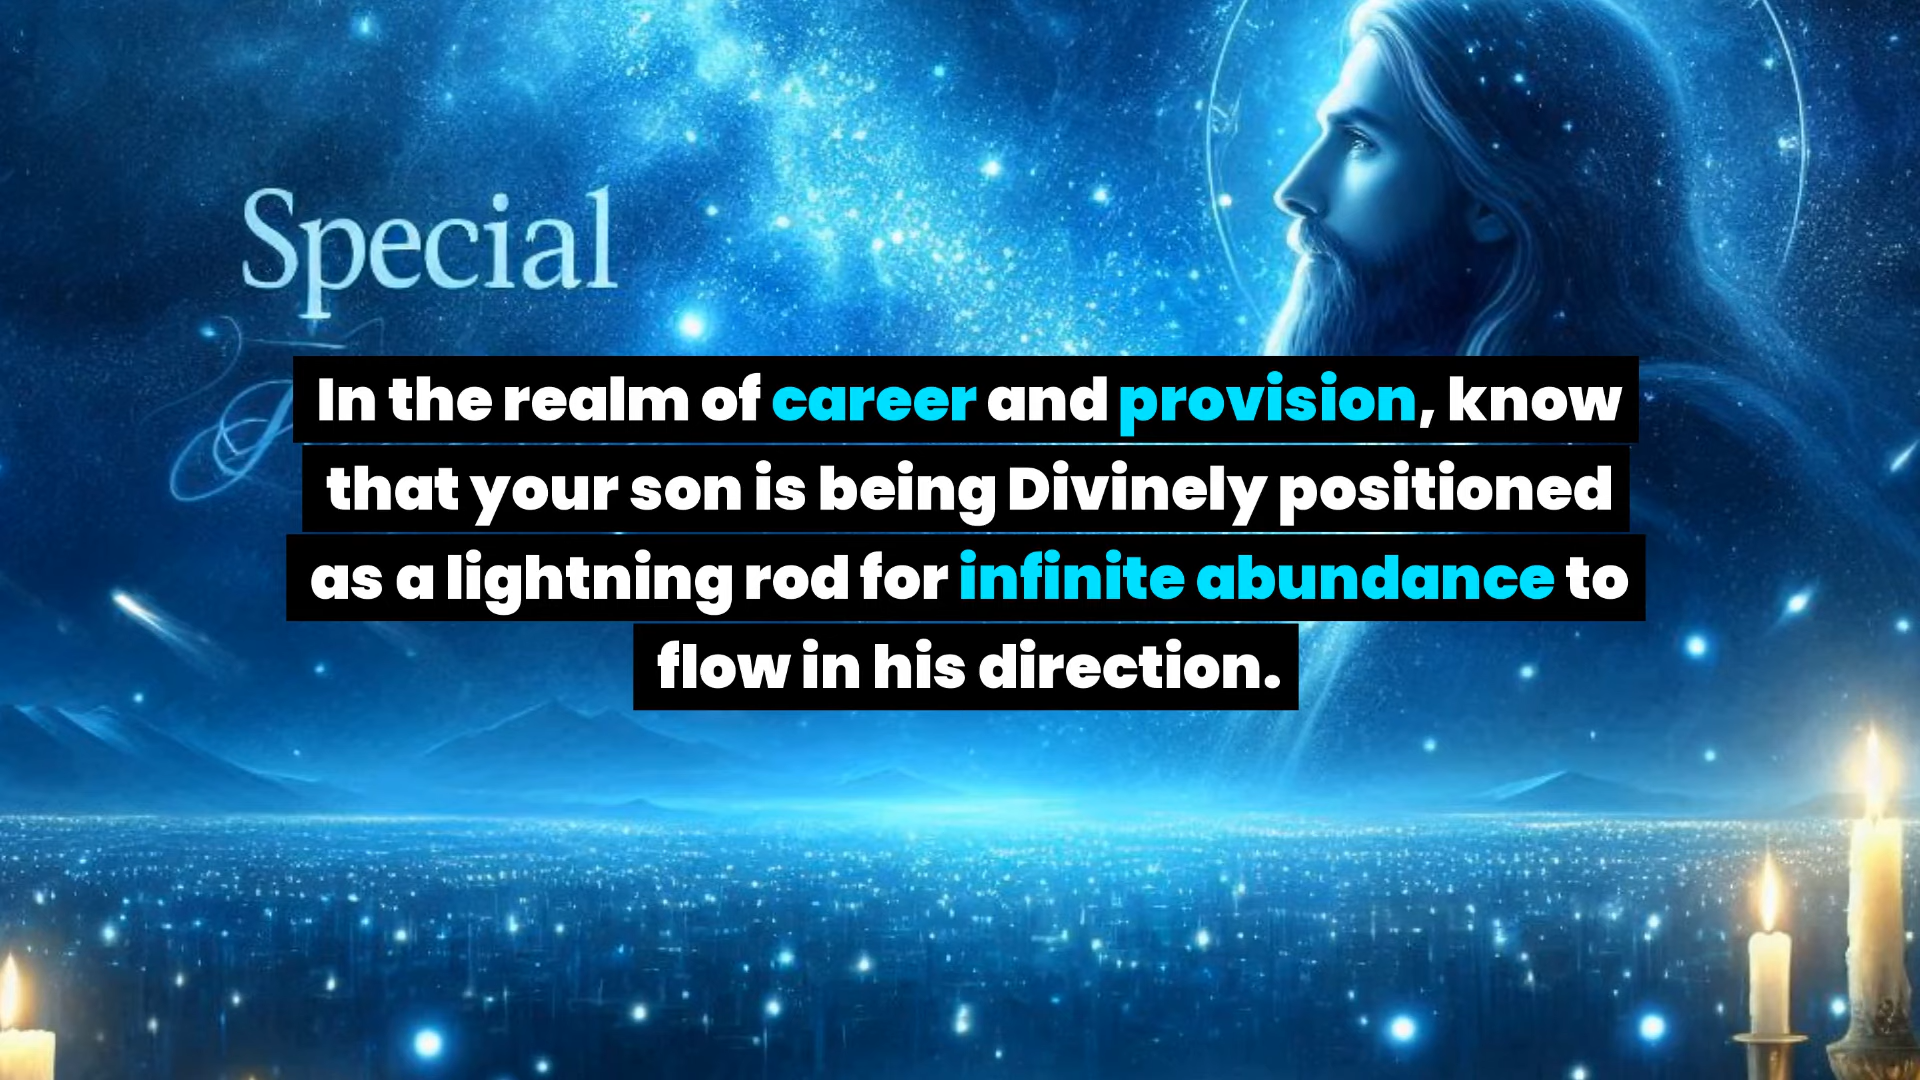 Special
In the realm of career and provision, know
that your son is being Divinely positioned
as a lightning rod for infinite abundance to
flow in his direction.